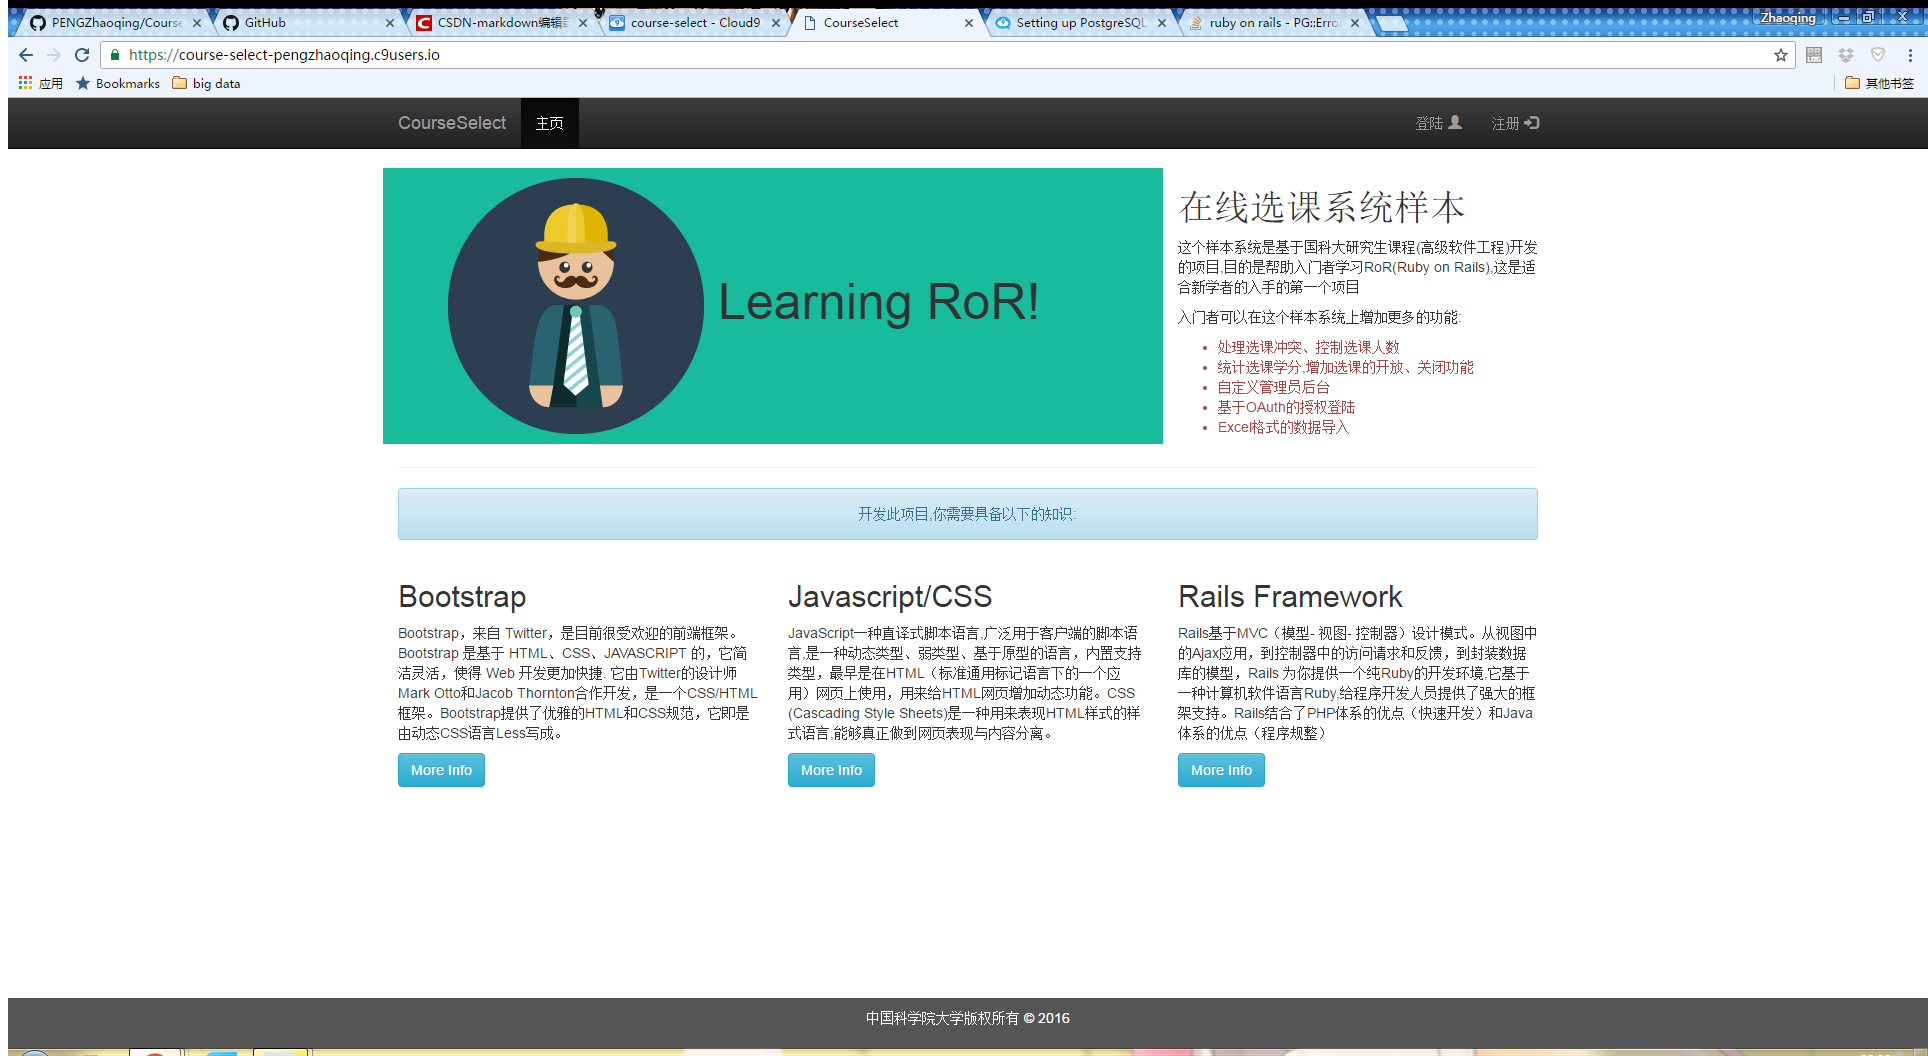 PENGZhaoqing/Course
GitHub
CSDN-markdown编辑
course-select - Cloud9
CourseSelect
Setting up PostgreSQL
ruby on rails - PG::Erro
Zhaoqing
https://course-select-pengzhaoqing.c9users.io
应用
Bookmarks
big data
其他书签
CourseSelect
主页
登陆
注册
Learning RoR!
在线选课系统样本
这个样本系统是基于国科大研究生课程(高级软件工程)开发
的项目,目的是帮助入门者学习RoR(Ruby on Rails),这是适
合新学者的入手的第一个项目
入门者可以在这个样本系统上增加更多的功能:
• 处理选课冲突、控制选课人数
• 统计选课学分,增加选课的开放、关闭功能
• 自定义管理员后台
• 基于OAuth的授权登陆
• Excel格式的数据导入
开发此项目,你需要具备以下的知识:
Bootstrap
Bootstrap，来自 Twitter，是目前很受欢迎的前端框架。
Bootstrap 是基于 HTML、CSS、JAVASCRIPT 的，它简
洁灵活，使得 Web 开发更加快捷. 它由Twitter的设计师
Mark Otto和Jacob Thornton合作开发，是一个CSS/HTML
框架。Bootstrap提供了优雅的HTML和CSS规范，它即是
由动态CSS语言Less写成。
More Info
Javascript/CSS
JavaScript一种直译式脚本语言,广泛用于客户端的脚本语
言,是一种动态类型、弱类型、基于原型的语言，内置支持
类型，最早是在HTML（标准通用标记语言下的一个应
用）网页上使用，用来给HTML网页增加动态功能。CSS
(Cascading Style Sheets)是一种用来表现HTML样式的样
式语言,能够真正做到网页表现与内容分离。
More Info
Rails Framework
Rails基于MVC（模型- 视图- 控制器）设计模式。从视图中
的Ajax应用，到控制器中的访问请求和反馈，到封装数据
库的模型，Rails 为你提供一个纯Ruby的开发环境,它基于
一种计算机软件语言Ruby,给程序开发人员提供了强大的框
架支持。Rails结合了PHP体系的优点（快速开发）和Java
体系的优点（程序规整）
More Info
中国科学院大学版权所有 © 2016